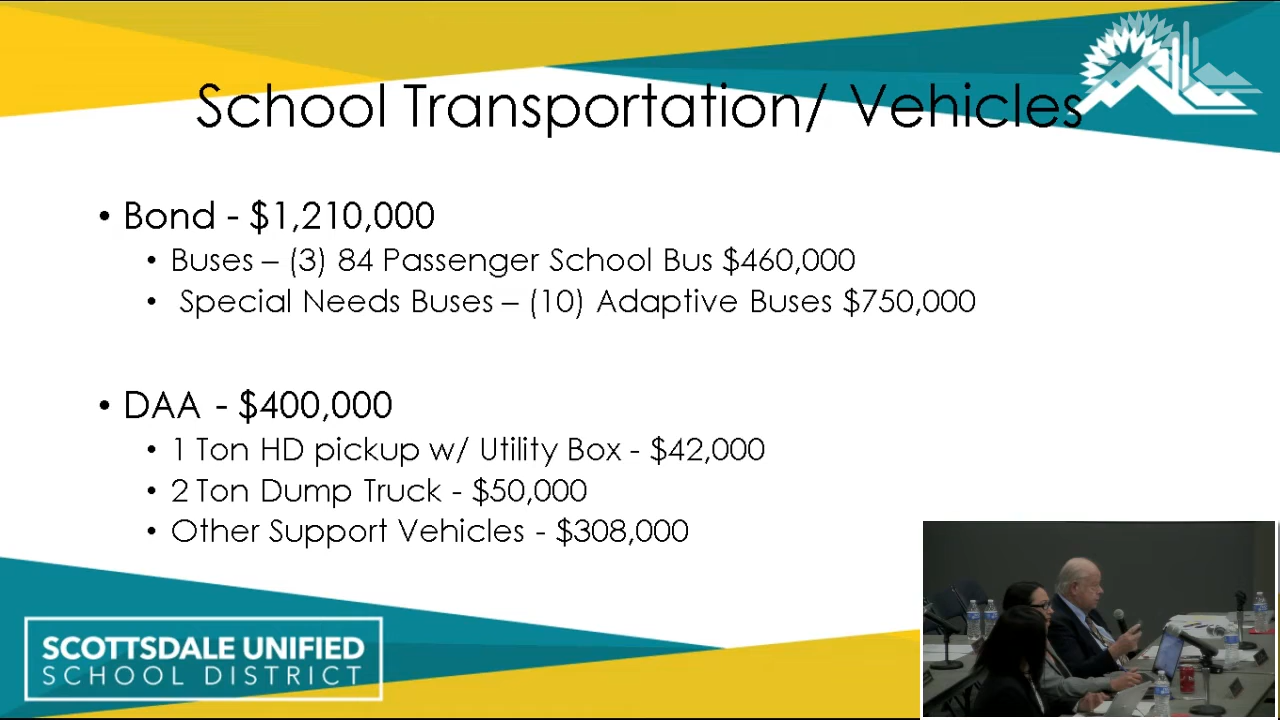 School Transportation/ Vehicles
• Bond - $1,210,000
• Buses – (3) 84 Passenger School Bus $460,000
• Special Needs Buses – (10) Adaptive Buses $750,000
• DAA - $400,000
• 1 Ton HD pickup w/ Utility Box - $42,000
• 2 Ton Dump Truck - $50,000
• Other Support Vehicles - $308,000
SCOTTSDALE UNIFIED
SCHOOL DISTRICT